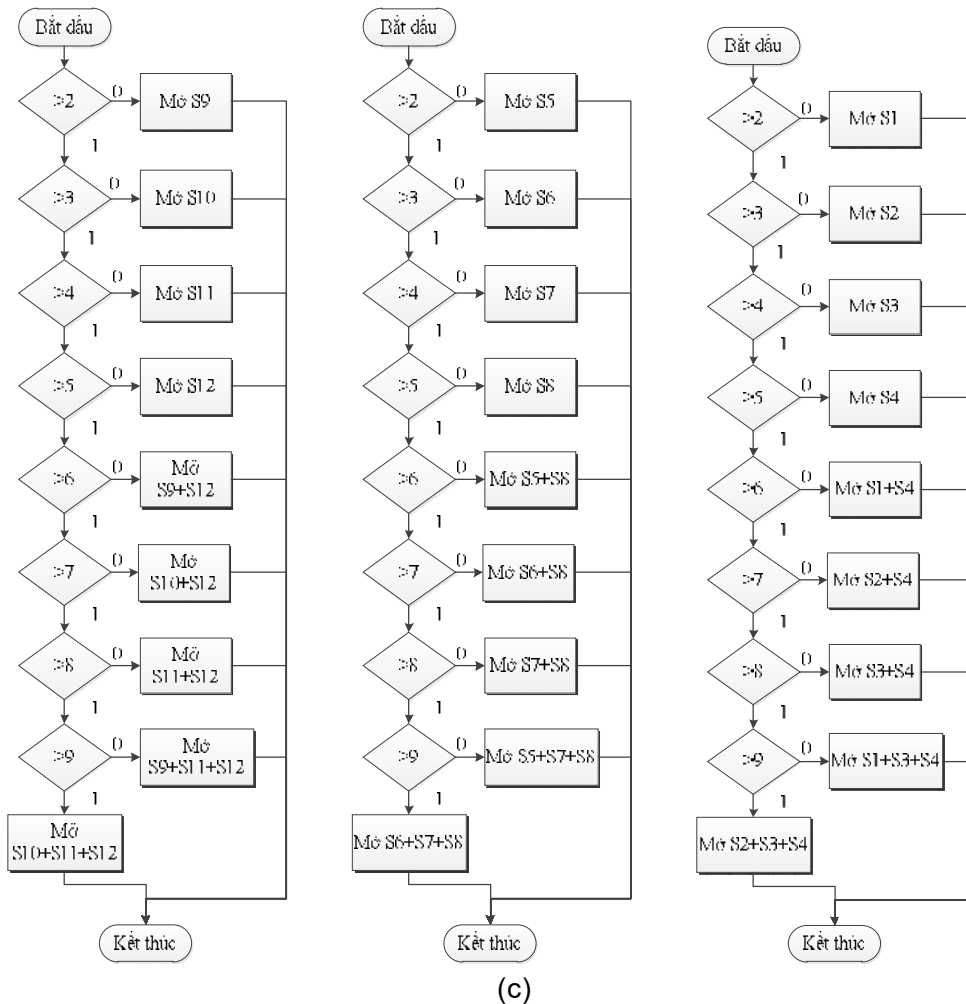 Bắt đầu
>2
0
Mở S9
1
>3
0
Mở S10
1
>4
0
Mở S11
1
>5
0
Mở S12
1
>6
0
Mở
S9+S12
1
>7
0
Mở
S10+S12
1
>8
0
Mở
S11+S12
1
>9
0
Mở
S9+S11+S12
1
Mở
S10+S11+S12
Kết thúc
Bắt đầu
>2
0
Mở S5
1
>3
0
Mở S6
1
>4
0
Mở S7
1
>5
0
Mở S8
1
>6
0
Mở S5+S8
1
>7
0
Mở S6+S8
1
>8
0
Mở S7+S8
1
>9
0
Mở S5+S7+S8
1
Mở S6+S7+S8
Kết thúc
Bắt đầu
>2
0
Mở S1
1
>3
0
Mở S2
1
>4
0
Mở S3
1
>5
0
Mở S4
1
>6
0
Mở S1+S4
1
>7
0
Mở S2+S4
1
>8
0
Mở S3+S4
1
>9
0
Mở S1+S3+S4
1
Mở S2+S3+S4
Kết thúc
(c)